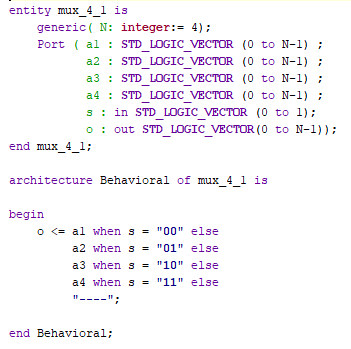 entity mux_4_1 is
generic( N: integer:= 4);
Port ( a1 : STD_LOGIC_VECTOR (0 to N-1) ;
a2 : STD_LOGIC_VECTOR (0 to N-1) ;
a3 : STD_LOGIC_VECTOR (0 to N-1) ;
a4 : STD_LOGIC_VECTOR (0 to N-1) ;
s : in STD_LOGIC_VECTOR (0 to 1);
o : out STD_LOGIC_VECTOR(0 to N-1));
end mux_4_1;
architecture Behavioral of mux_4_1 is
begin
o <= a1 when s = "00" else
a2 when s = "01" else
a3 when s = "10" else
a4 when s = "11" else
"----";
end Behavioral;